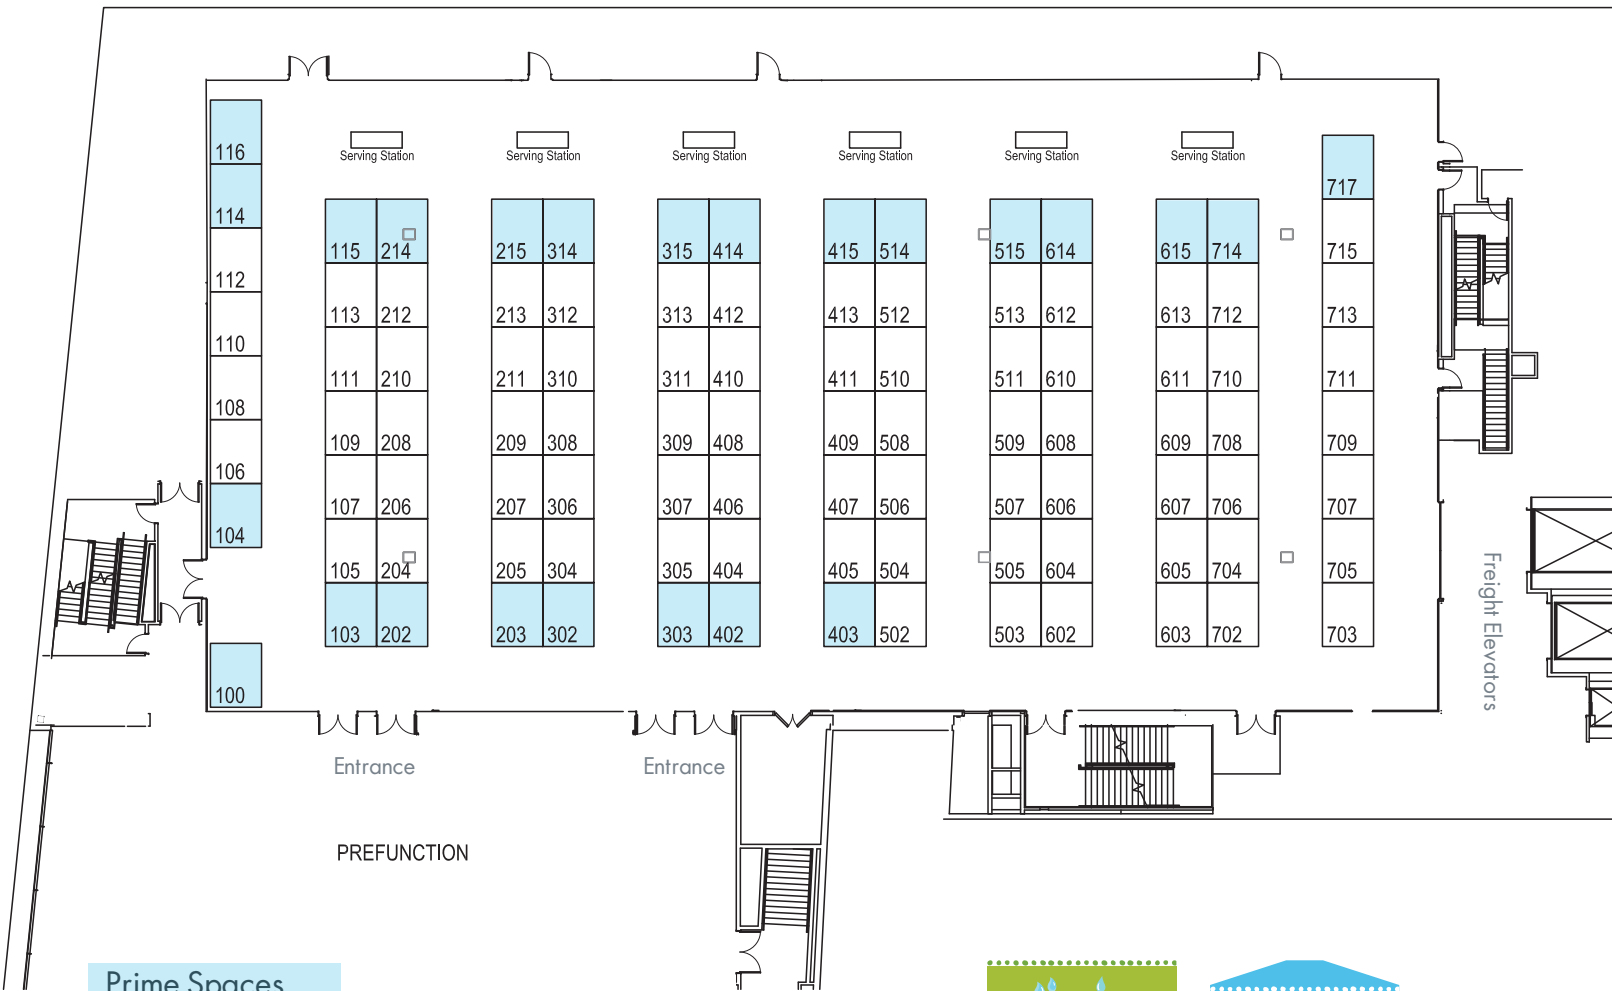 116
Serving Station Serving Station Serving Station Serving Station Serving Station Serving Station
717
114
115 214 215 314 315 414 415 514 515 614 615 714 715
112
113 212 213 312 313 412 413 512 513 612 613 712 713
110
111 210 211 310 311 410 411 510 511 610 611 710 711
108
109 208 209 308 309 408 409 508 509 608 609 708 709
106
107 206 207 306 307 406 407 506 507 606 607 706 707
104
105 204 205 304 305 404 405 504 505 604 605 704 705
103 202 203 302 303 402 403 502 503 602 603 702 703
100
Freight Elevators
Entrance Entrance
PREFUNCTION
Prime Spaces